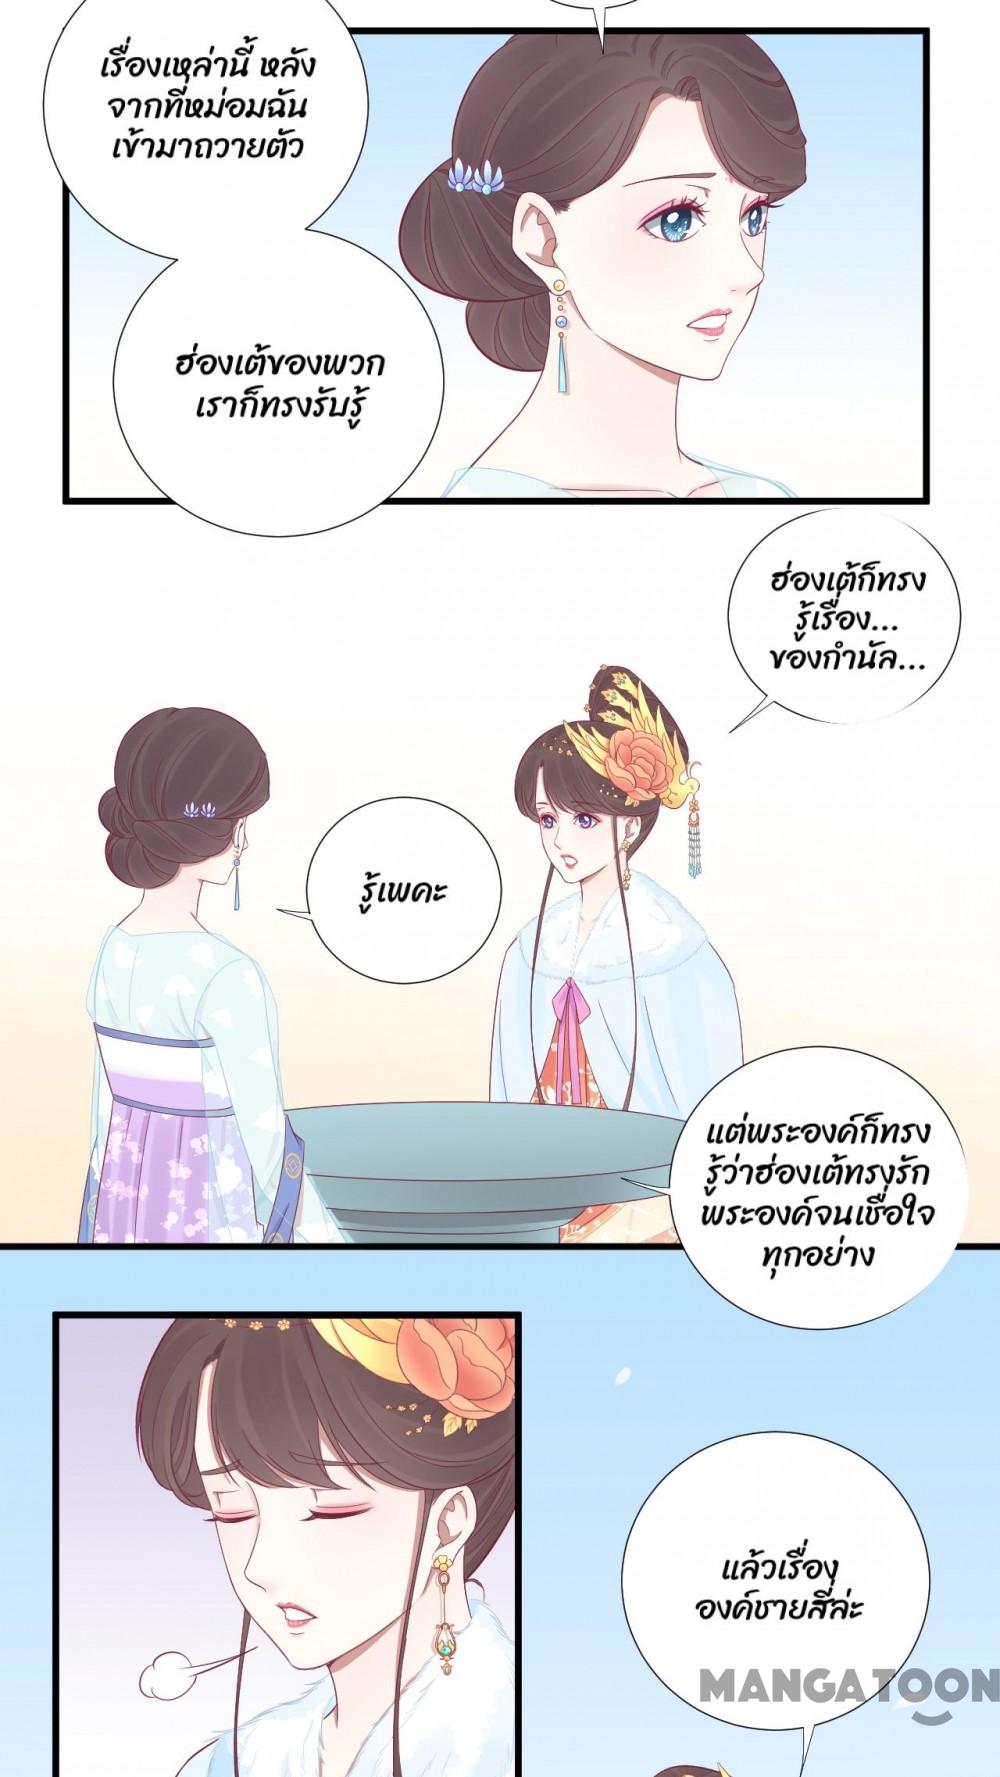 เรื่องเหล่านี้ หลัง
จากที่หม่อมฉัน
เข้ามาถวายตัว
ฮ่องเต้ของพวก
เราก็ทรงรับรู้
ฮ่องเต้ก็ทรง
รู้เรื่อง...
ของกำนัล...
รู้เพคะ
แต่พระองค์ก็ทรง
รู้ว่าฮ่องเต้ทรงรัก
พระองค์จนเชื่อใจ
ทุกอย่าง
แล้วเรื่อง
องค์ชายสี่ล่ะ
MANGATOON